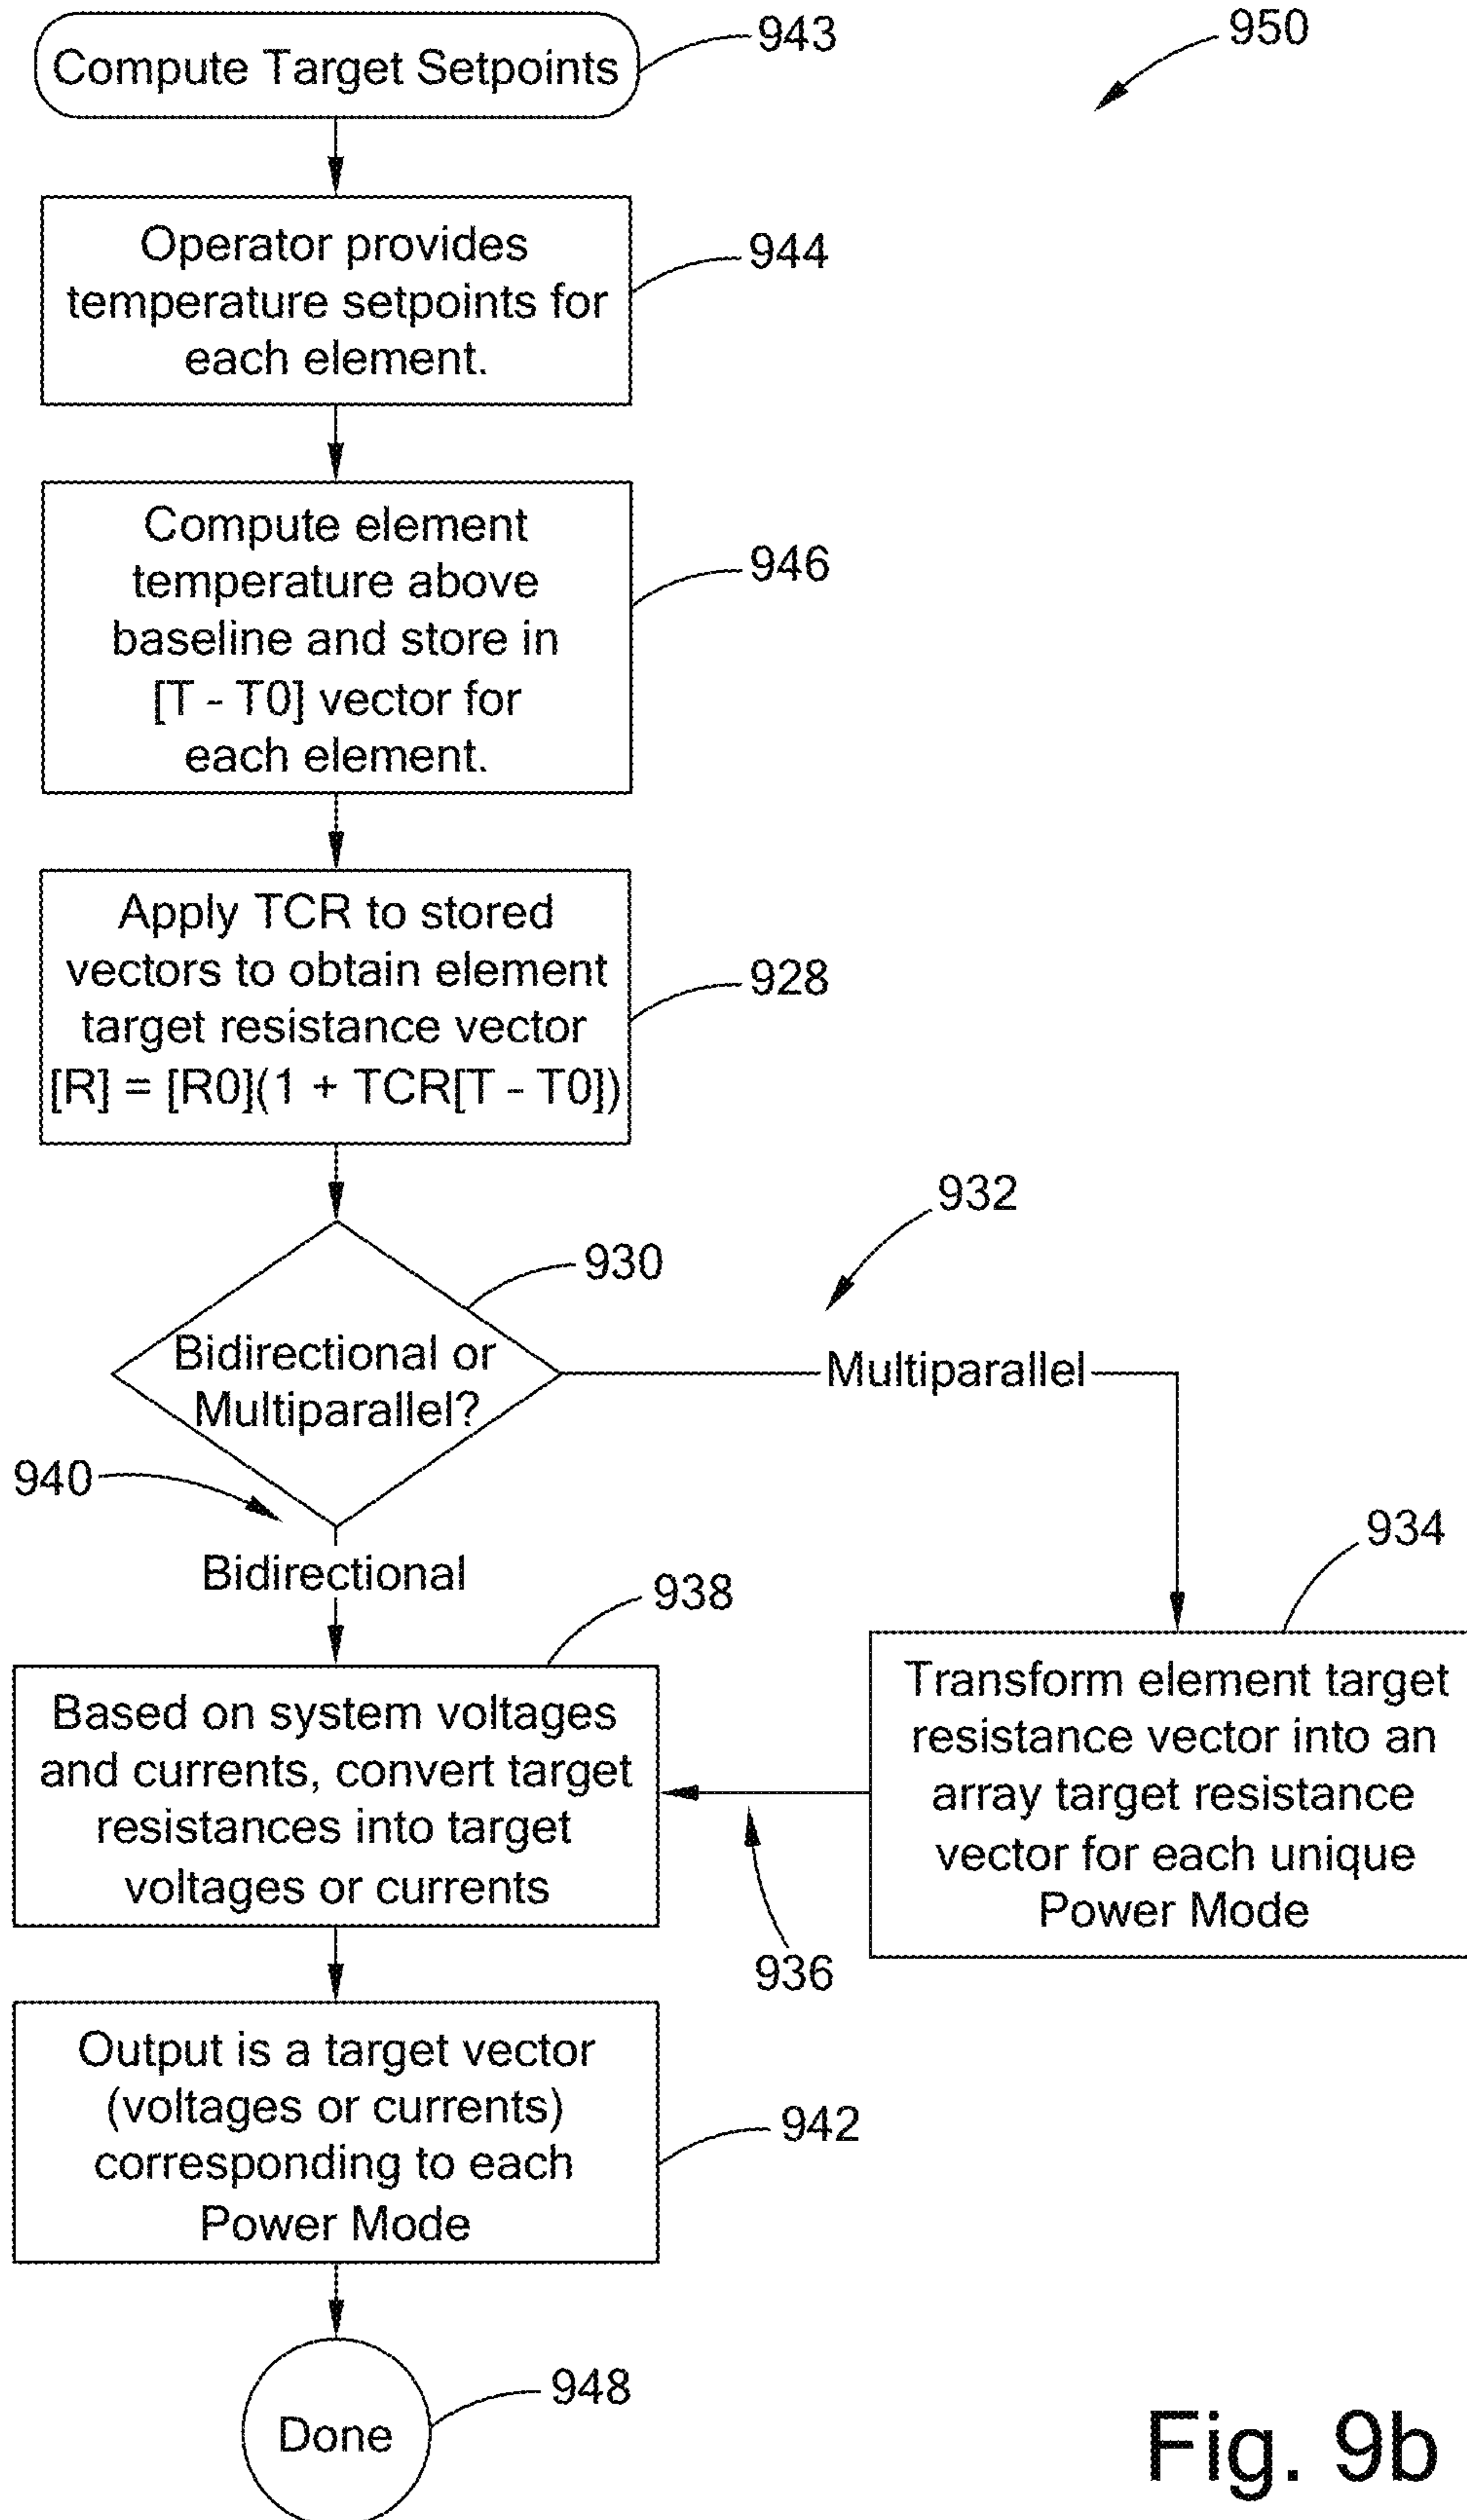 Compute Target Setpoints
943
950
Operator provides
temperature setpoints for
each element.
944
Compute element
temperature above
baseline and store in
[T - T0] vector for
each element.
946
Apply TCR to stored
vectors to obtain element
target resistance vector
[R] = [R0](1 + TCR[T - T0])
928
932
930
Bidirectional or
Multiparallel?
Multiparallel
940
Bidirectional
938
934
Based on system voltages
and currents, convert target
resistances into target
voltages or currents
Transform element target
resistance vector into an
array target resistance
vector for each unique
Power Mode
936
Output is a target vector
(voltages or currents)
corresponding to each
Power Mode
942
Done
948
Fig. 9b